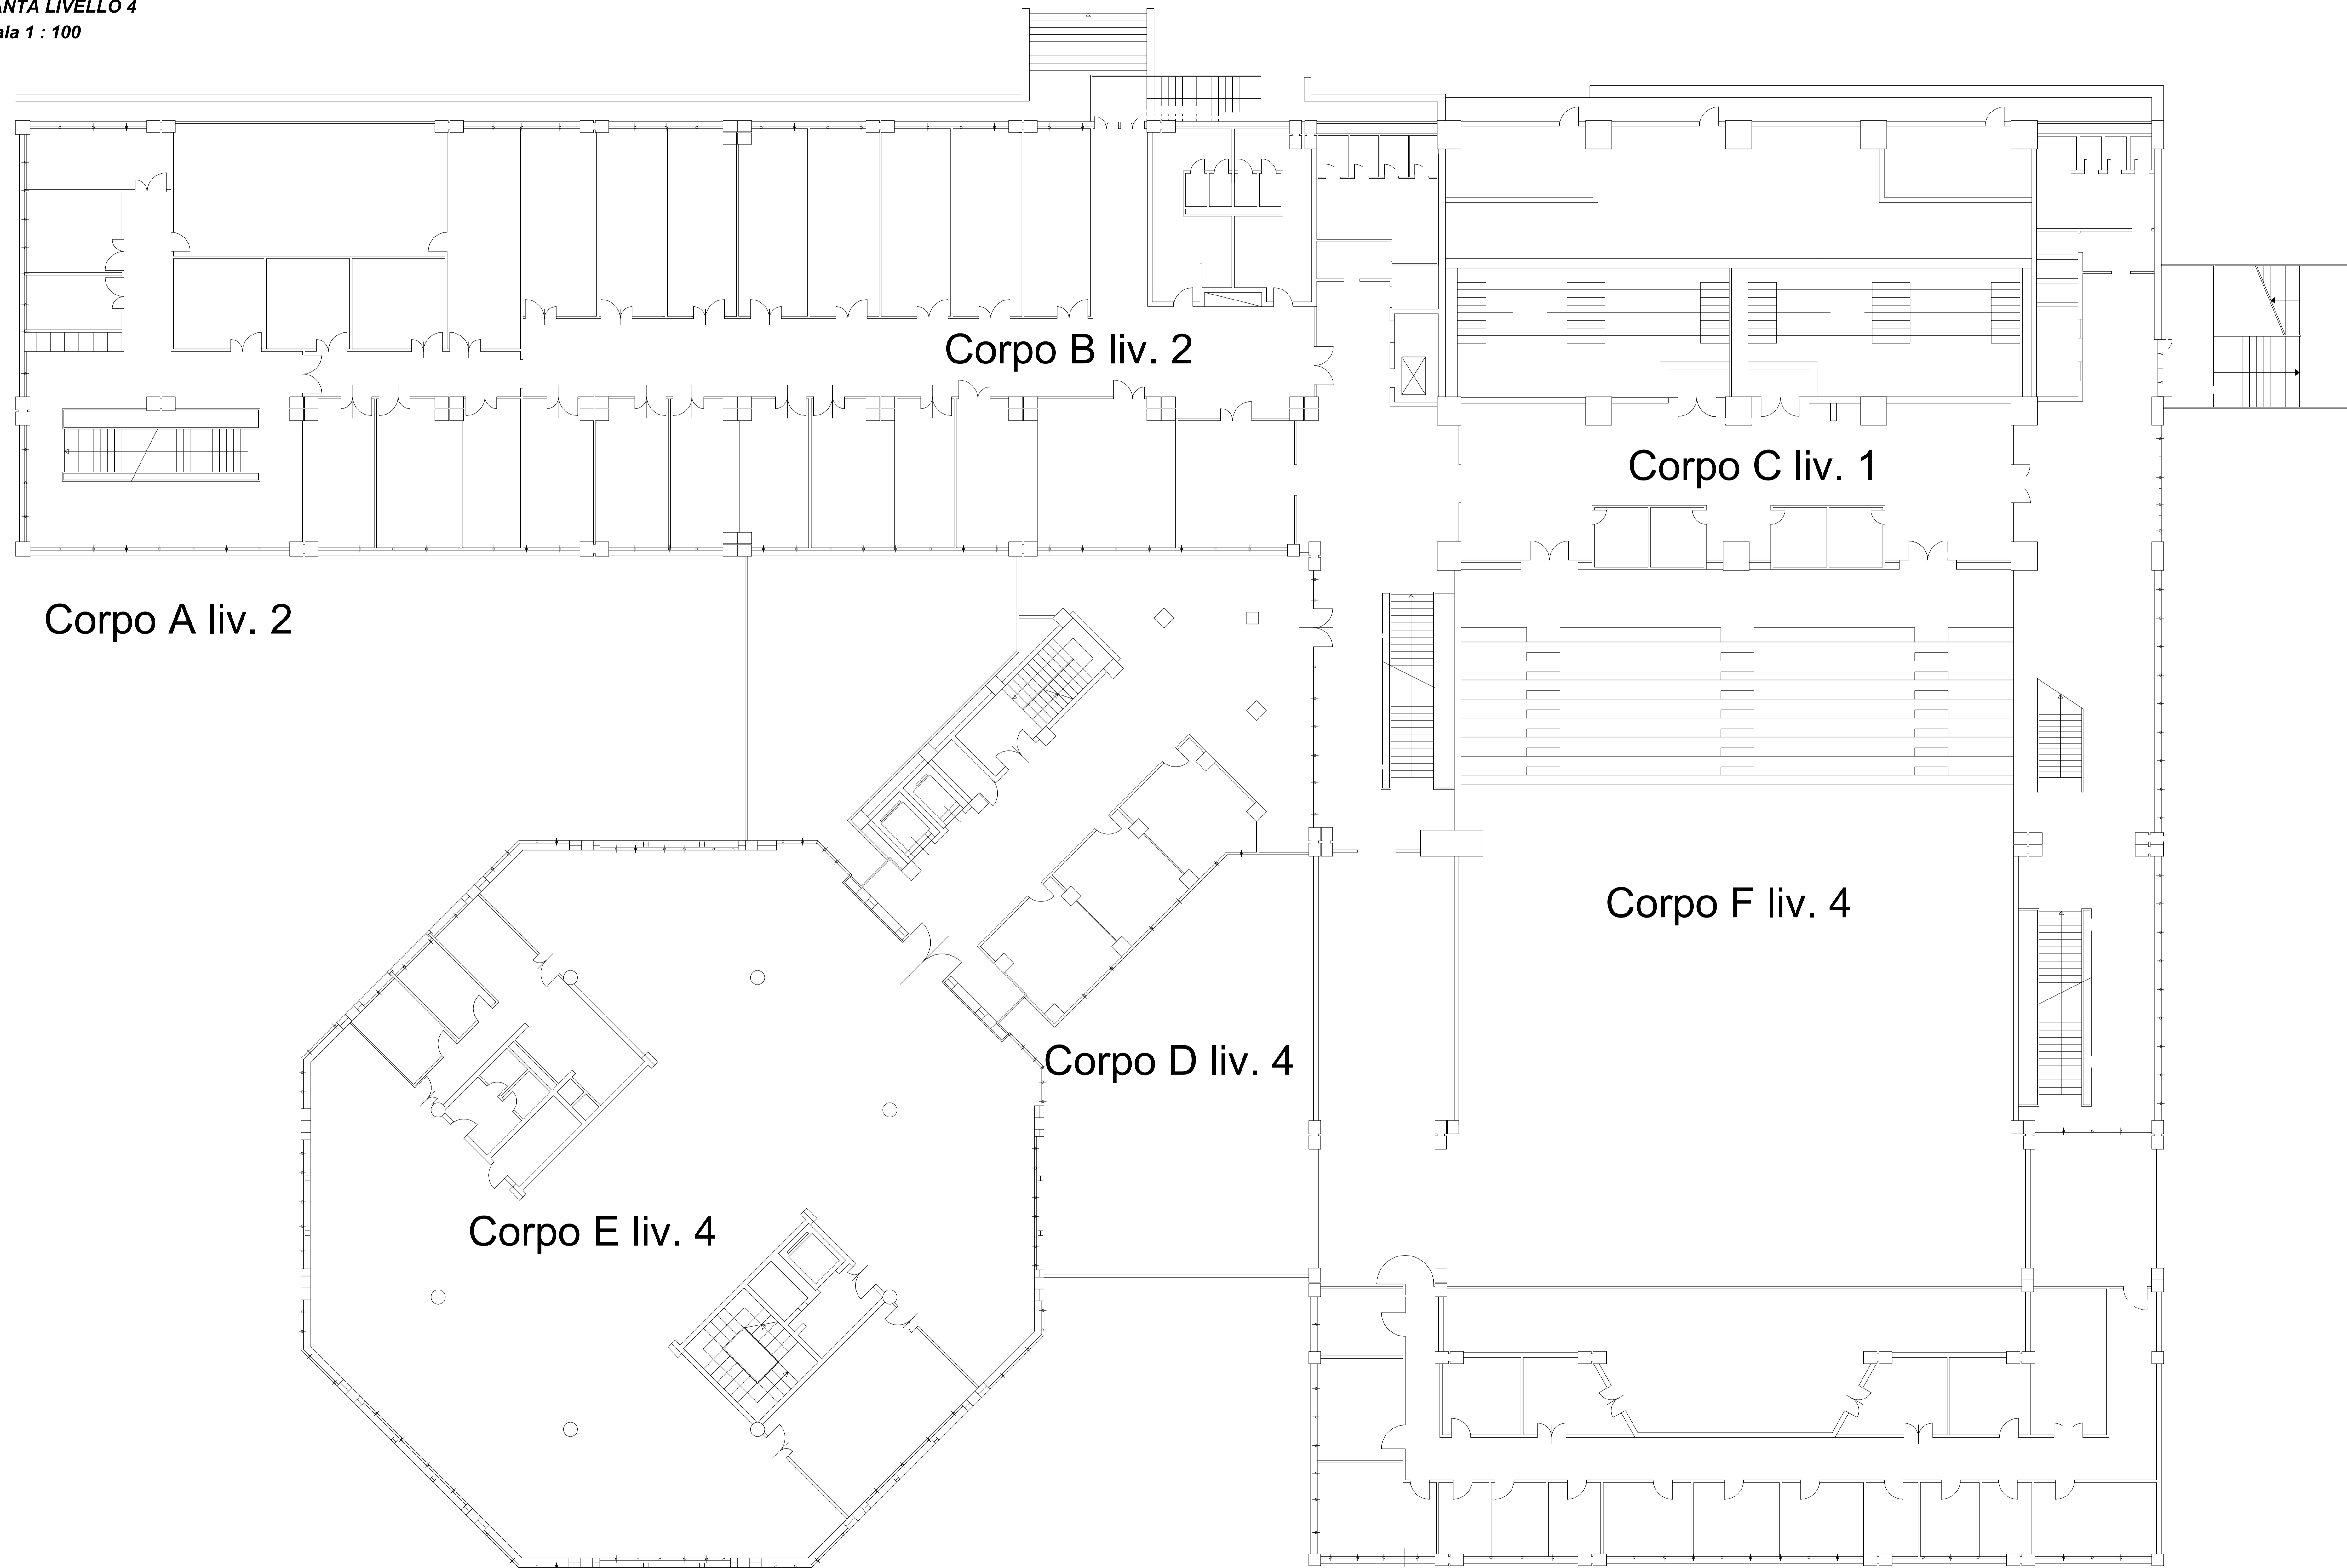 ANTA LIVELLO 4
ala 1 : 100
Corpo B liv. 2
Corpo C liv. 1
Corpo A liv. 2
Corpo F liv. 4
Corpo D liv. 4
Corpo E liv. 4